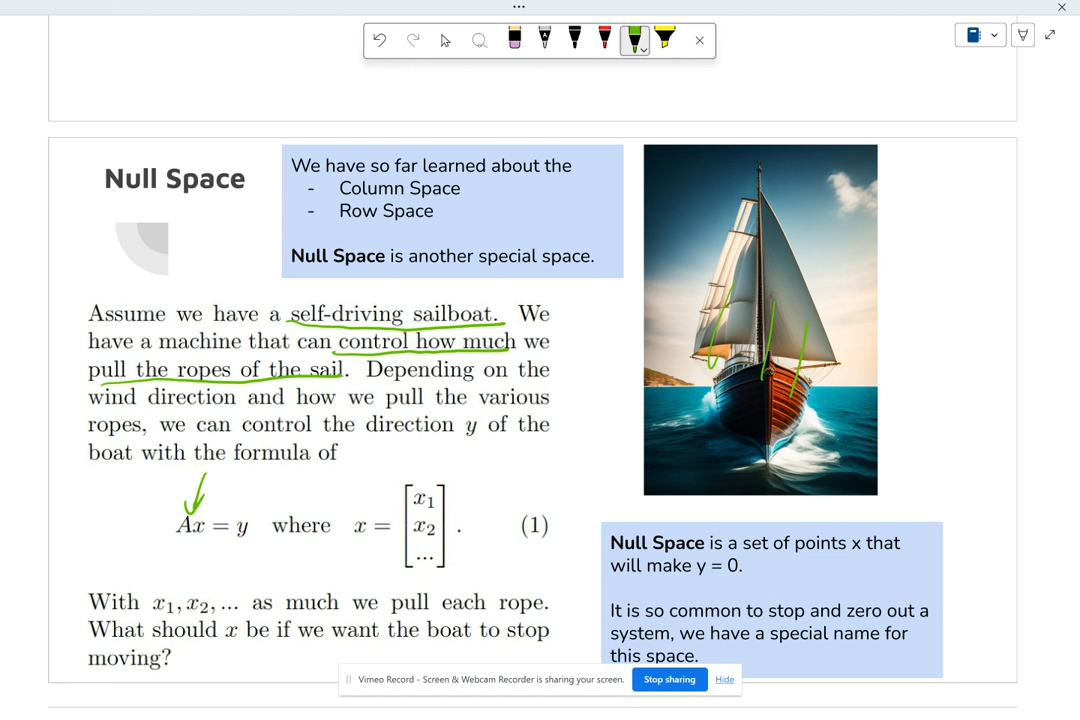 Null Space
We have so far learned about the
- Column Space
- Row Space
Null Space is another special space.
Assume we have a self-driving sailboat. We
have a machine that can control how much we
pull the ropes of the sail. Depending on the
wind direction and how we pull the various
ropes, we can control the direction y of the
boat with the formula of
Ax = y where x = [x1 x2 ...] . (1)
With x1, x2, ... as much we pull each rope.
What should x be if we want the boat to stop
moving?
Null Space is a set of points x that
will make y = 0.
It is so common to stop and zero out a
system, we have a special name for
this space.
Vimeo Record - Screen & Webcam Recorder is sharing your screen. Stop sharing Hide